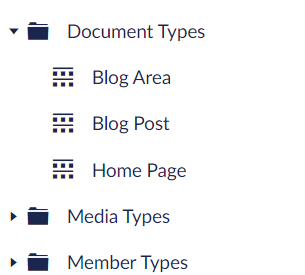 Document Types
Blog Area
Blog Post
Home Page
Media Types
Member Types